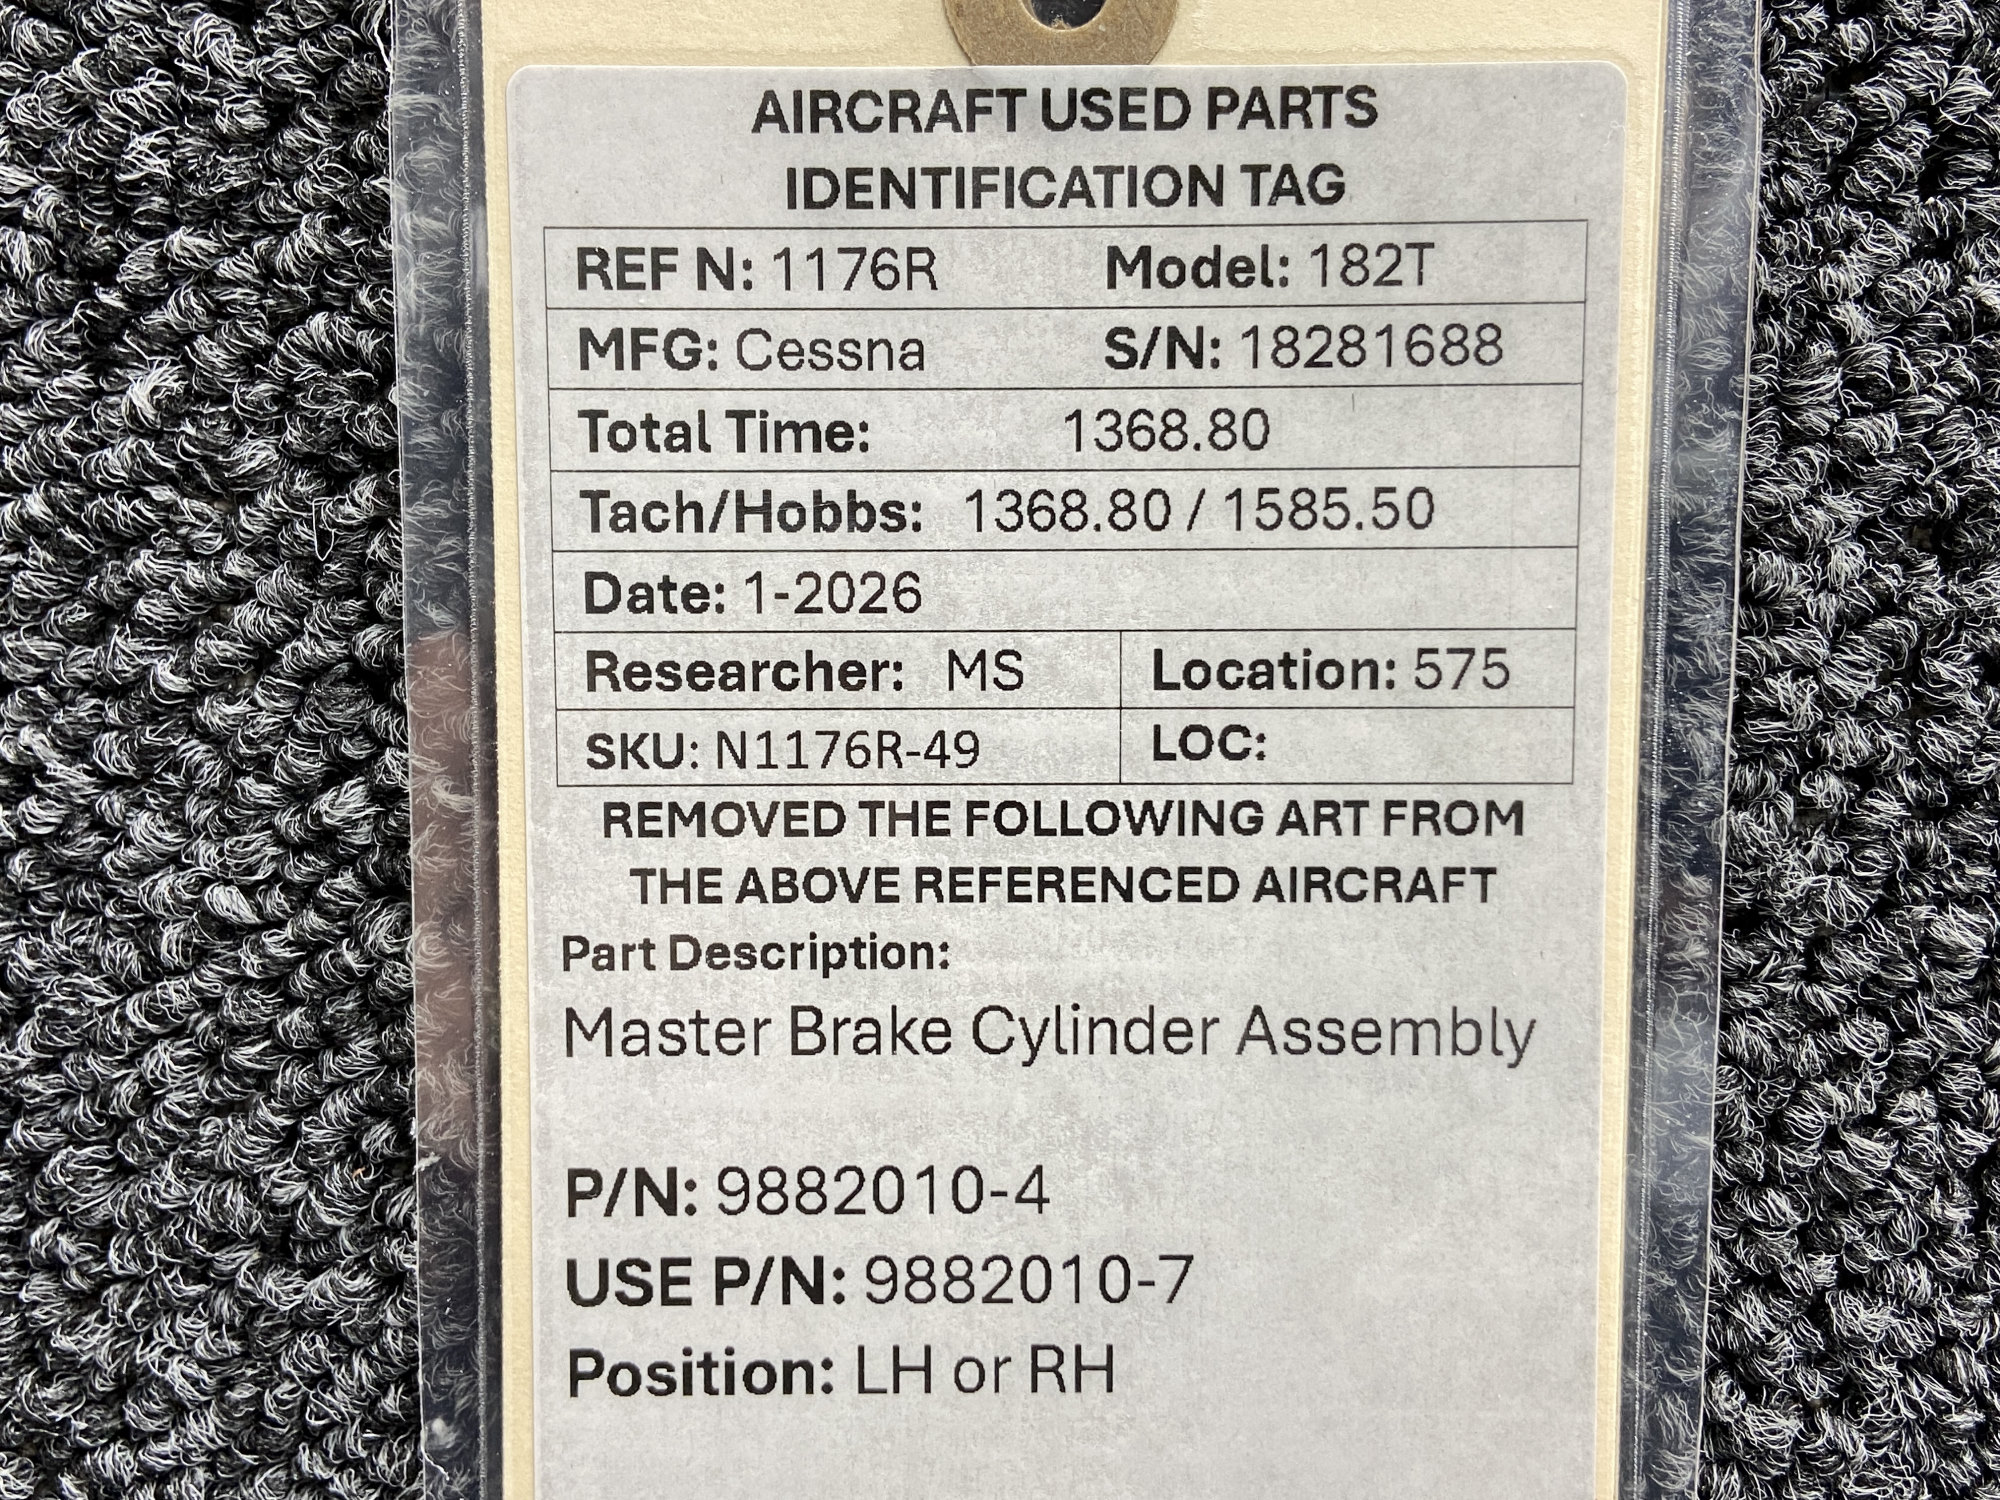 AIRCRAFT USED PARTS
IDENTIFICATION TAG
REF N: 1176R Model: 182T
MFG: Cessna S/N: 18281688
Total Time: 1368.80
Tach/Hobbs: 1368.80 / 1585.50
Date: 1-2026
Researcher: MS Location: 575
SKU: N1176R-49 LOC:
REMOVED THE FOLLOWING ART FROM
THE ABOVE REFERENCED AIRCRAFT
Part Description:
Master Brake Cylinder Assembly
P/N: 9882010-4
USE P/N: 9882010-7
Position: LH or RH